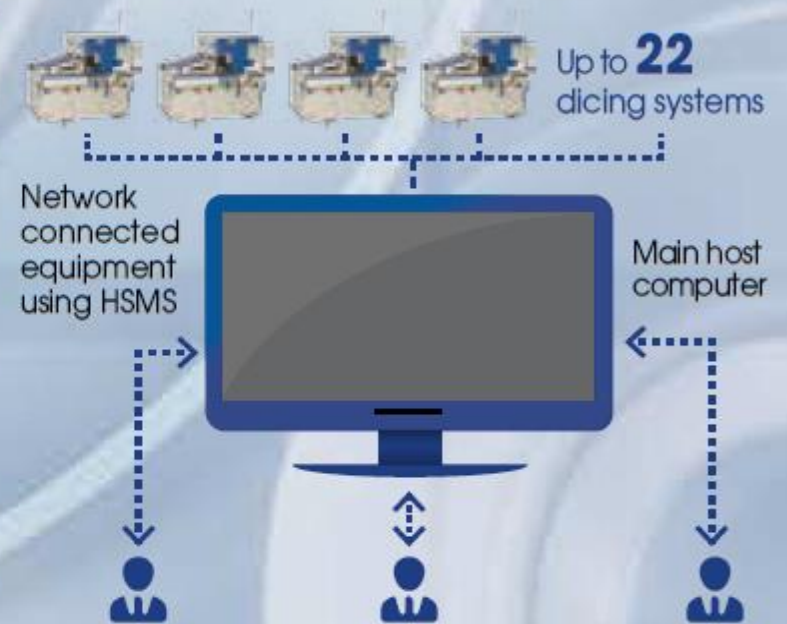 Up to 22
dicing systems
Network
connected
equipment
using HSMS
Main host
computer